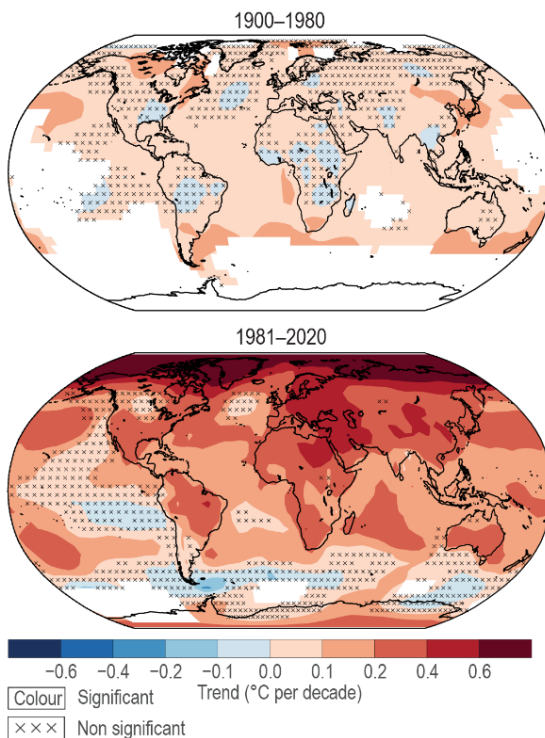 1900–1980
1981–2020
−0.6 −0.4 −0.2 −0.1 0.0 0.1 0.2 0.4 0.6
Trend (°C per decade)
Colour Significant
××× Non significant